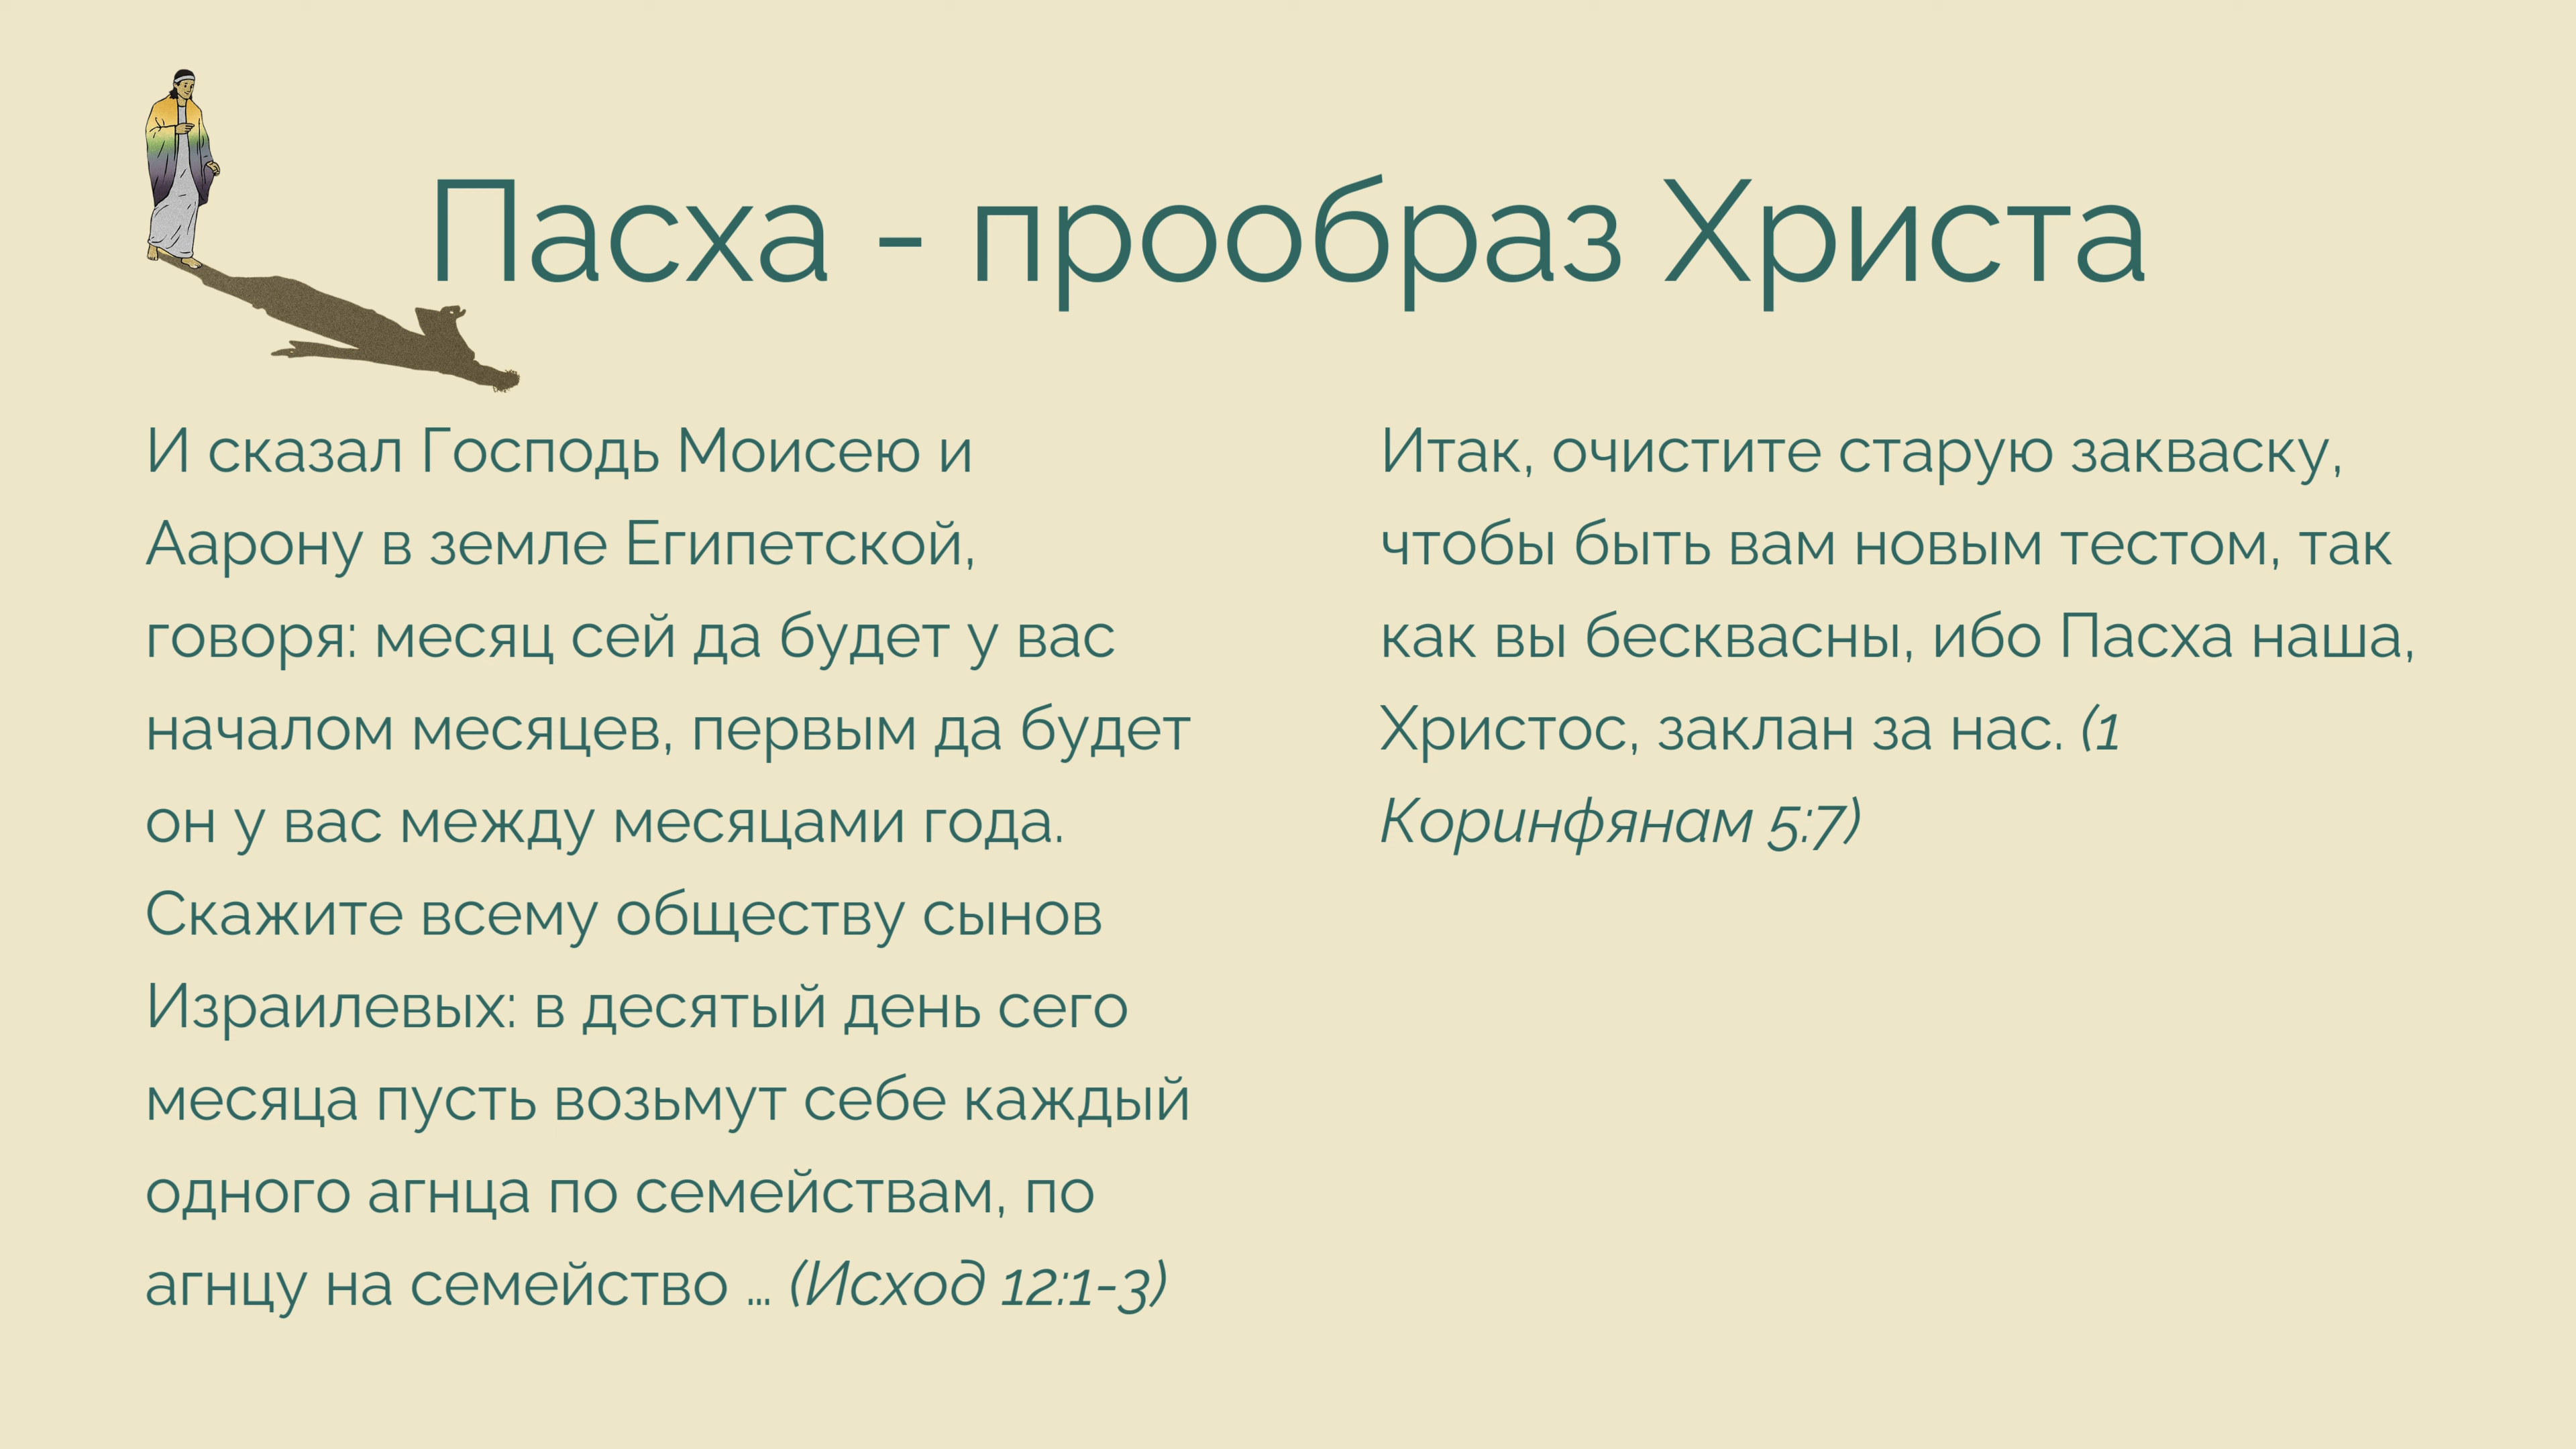 Пасха - прообраз Христа
И сказал Господь Моисею и
Аарону в земле Египетской,
говоря: месяц сей да будет у вас
началом месяцев, первым да будет
он у вас между месяцами года.
Скажите всему обществу сынов
Израилевых: в десятый день сего
месяца пусть возьмут себе каждый
одного агнца по семействам, по
агнцу на семейство ... (Исход 12:1-3)
Итак, очистите старую закваску,
чтобы быть вам новым тестом, так
как вы бесквасны, ибо Пасха наша,
Христос, заклан за нас. (1
Коринфянам 5:7)